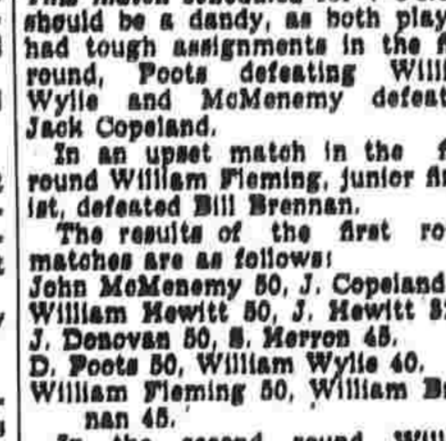 should be a dandy, as both play
had tough assignments in the
round, Poots defeating Willi
Wylie and McMenemy defeat
Jack Copeland.
In an upset match in the f
round William Fleming, junior fin
ist, defeated Bill Brennan.
The results of the first ro
matches are as follows:
John McMenemy 50, J. Copeland
William Hewitt 50, J. Hewitt
J. Donovan 50, S. Merron 45.
D. Poots 50, William Wylie 40.
William Fleming 50, William B
nan 45.